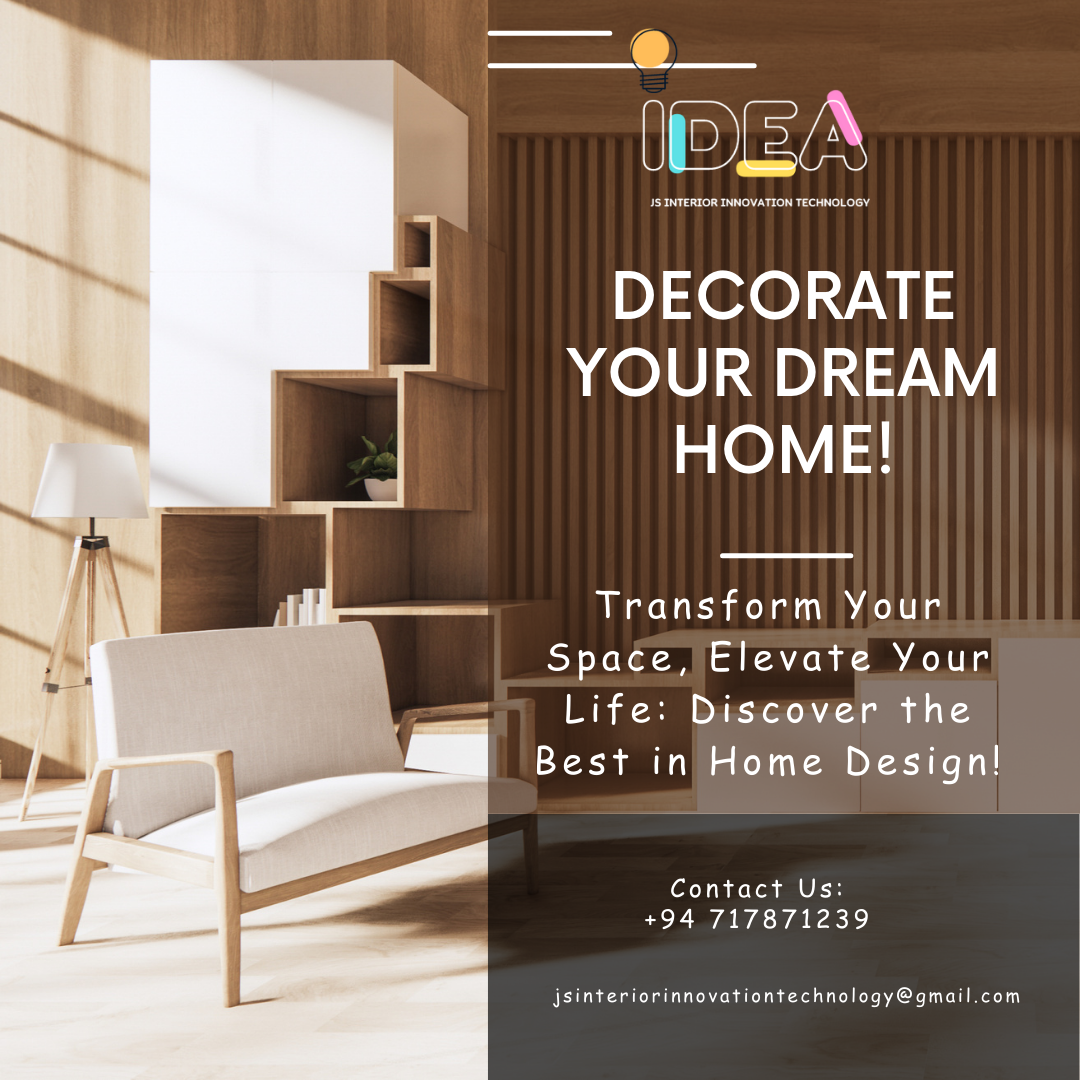 IDEA
JS INTERIOR INNOVATION TECHNOLOGY
DECORATE
YOUR DREAM
HOME!
Transform Your
Space, Elevate Your
Life: Discover the
Best in Home Design!
Contact Us:
+94 717871239
jsinteriorinnovationtechnology@gmail.com